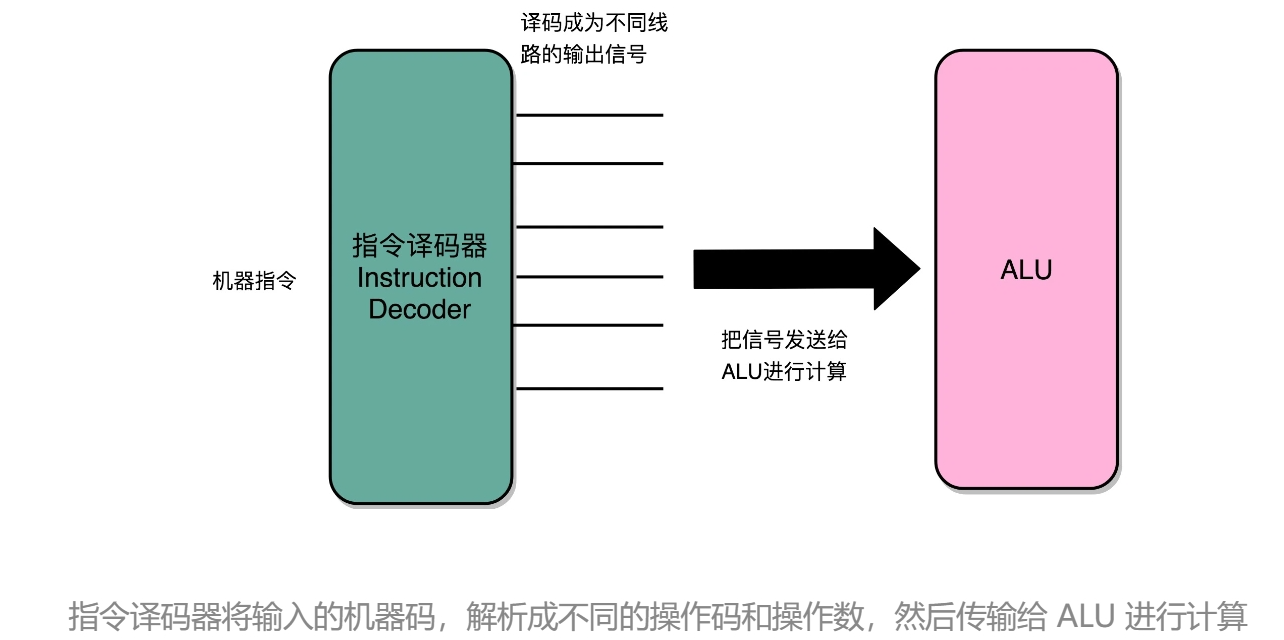 译码成为不同线
路的输出信号
指令译码器
Instruction
Decoder
机器指令
ALU
把信号发送给
ALU进行计算
指令译码器将输入的机器码，解析成不同的操作码和操作数，然后传输给 ALU 进行计算